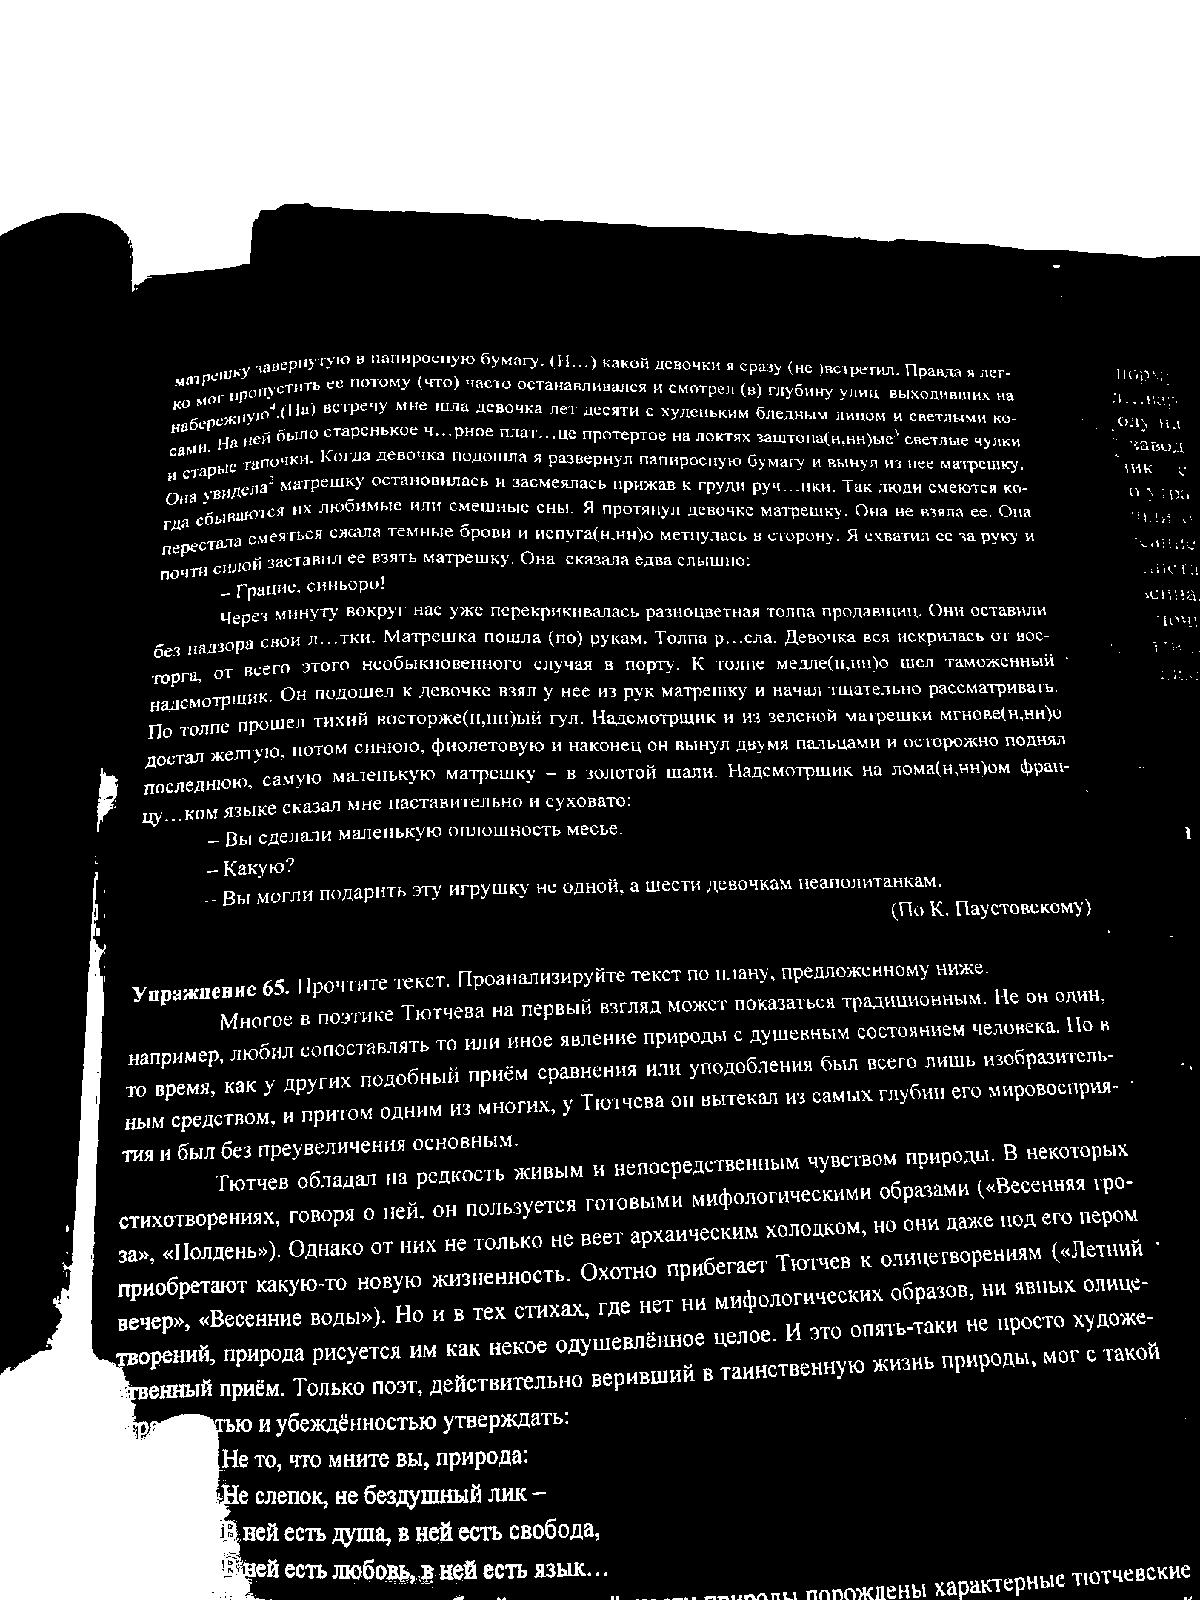 матрешку завернутую в папиросную бумагу. (Н...) какой девочки я сразу (не )встретил. Правда я лег-
ко мог пропустить ее потому (что) часто останавливался и смотрел (в) глубину улиц выходивших на
набережную⁴.(На) встречу мне шла девочка лет десяти с худеньким бледным лицом и светлыми ко-
сами. На ней было старенькое ч...рное плат...це протертое на локтях заштопа(н,нн)ые светлые чулки
и старые тапочки. Когда девочка подошла я развернул папиросную бумагу и вынул из нее матрешку.
Она увидела² матрешку остановилась и засмеялась прижав к груди руч...нки. Так люди смеются ко-
гда сбываются их любимые или смешные сны. Я протянул девочке матрешку. Она не взяла ее. Она
перестала смеяться сжала темные брови и испуга(н,нн)о метнулась в сторону. Я схватил ее за руку и
почти силой заставил ее взять матрешку. Она сказала едва слышно:
– Грацие, синьоро!
Через минуту вокруг нас уже перекрикивалась разноцветная толпа продавщиц. Они оставили
без надзора свои л...тки. Матрешка пошла (по) рукам. Толпа р...сла. Девочка вся искрилась от вос-
торга, от всего этого необыкновенного случая в порту. К толпе медле(н,нн)о шел таможенный
надсмотрщик. Он подошел к девочке взял у нее из рук матрешку и начал тщательно рассматривать.
По толпе прошел тихий восторже(н,нн)ый гул. Надсмотрщик и из зеленой матрешки мгнове(н,нн)о
достал желтую, потом синюю, фиолетовую и наконец он вынул двумя пальцами и осторожно поднял
последнюю, самую маленькую матрешку – в золотой шали. Надсмотрщик на лома(н,нн)ом фран-
цу...ком языке сказал мне наставительно и суховато:
– Вы сделали маленькую оплошность месье.
– Какую?
– Вы могли подарить эту игрушку не одной, а шести девочкам неаполитанкам.
(По К. Паустовскому)
Упражнение 65. Прочтите текст. Проанализируйте текст по плану, предложенному ниже.
Многое в поэтике Тютчева на первый взгляд может показаться традиционным. Не он один,
например, любил сопоставлять то или иное явление природы с душевным состоянием человека. Но в
то время, как у других подобный приём сравнения или уподобления был всего лишь изобразитель-
ным средством, и притом одним из многих, у Тютчева он вытекал из самых глубин его мировосприя-
тия и был без преувеличения основным.
Тютчев обладал на редкость живым и непосредственным чувством природы. В некоторых
стихотворениях, говоря о ней, он пользуется готовыми мифологическими образами («Весенняя гро-
за», «Полдень»). Однако от них не только не веет архаическим холодком, но они даже под его пером
приобретают какую-то новую жизненность. Охотно прибегает Тютчев к олицетворениям («Летний
вечер», «Весенние воды»). Но и в тех стихах, где нет ни мифологических образов, ни явных олице-
творений, природа рисуется им как некое одушевлённое целое. И это опять-таки не просто художе-
ственный приём. Только поэт, действительно веривший в таинственную жизнь природы, мог с такой
и убеждённостью утверждать:
Не то, что мните вы, природа:
Не слепок, не бездушный лик –
В ней есть душа, в ней есть свобода,
В ней есть любовь, в ней есть язык...
природы порождены характерные тютчевские